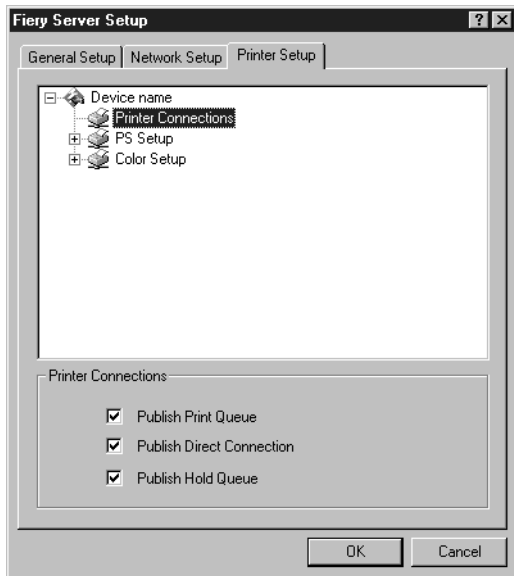 Fiery Server Setup
General Setup Network Setup Printer Setup
Device name
Printer Connections
PS Setup
Color Setup
Printer Connections
Publish Print Queue
Publish Direct Connection
Publish Hold Queue
OK Cancel